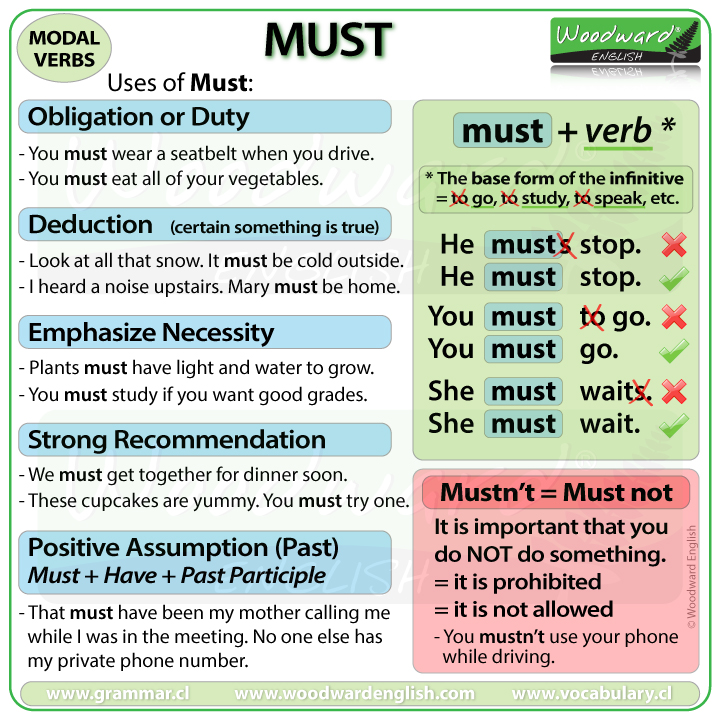 MODAL
VERBS
MUST
Woodward®
ENGLISH
Uses of Must:
Obligation or Duty
- You must wear a seatbelt when you drive.
- You must eat all of your vegetables.
Deduction (certain something is true)
- Look at all that snow. It must be cold outside.
- I heard a noise upstairs. Mary must be home.
Emphasize Necessity
- Plants must have light and water to grow.
- You must study if you want good grades.
Strong Recommendation
- We must get together for dinner soon.
- These cupcakes are yummy. You must try one.
Positive Assumption (Past)
Must + Have + Past Participle
- That must have been my mother calling me
while I was in the meeting. No one else has
my private phone number.
must + verb *
* The base form of the infinitive
= to go, to study, to speak, etc.
He musts stop.
He must stop.
You must to go.
You must go.
She must waits.
She must wait.
Mustn't = Must not
It is important that you
do NOT do something.
= it is prohibited
= it is not allowed
- You mustn't use your phone
while driving.
© Woodward English
www.grammar.cl www.woodwardenglish.com www.vocabulary.cl